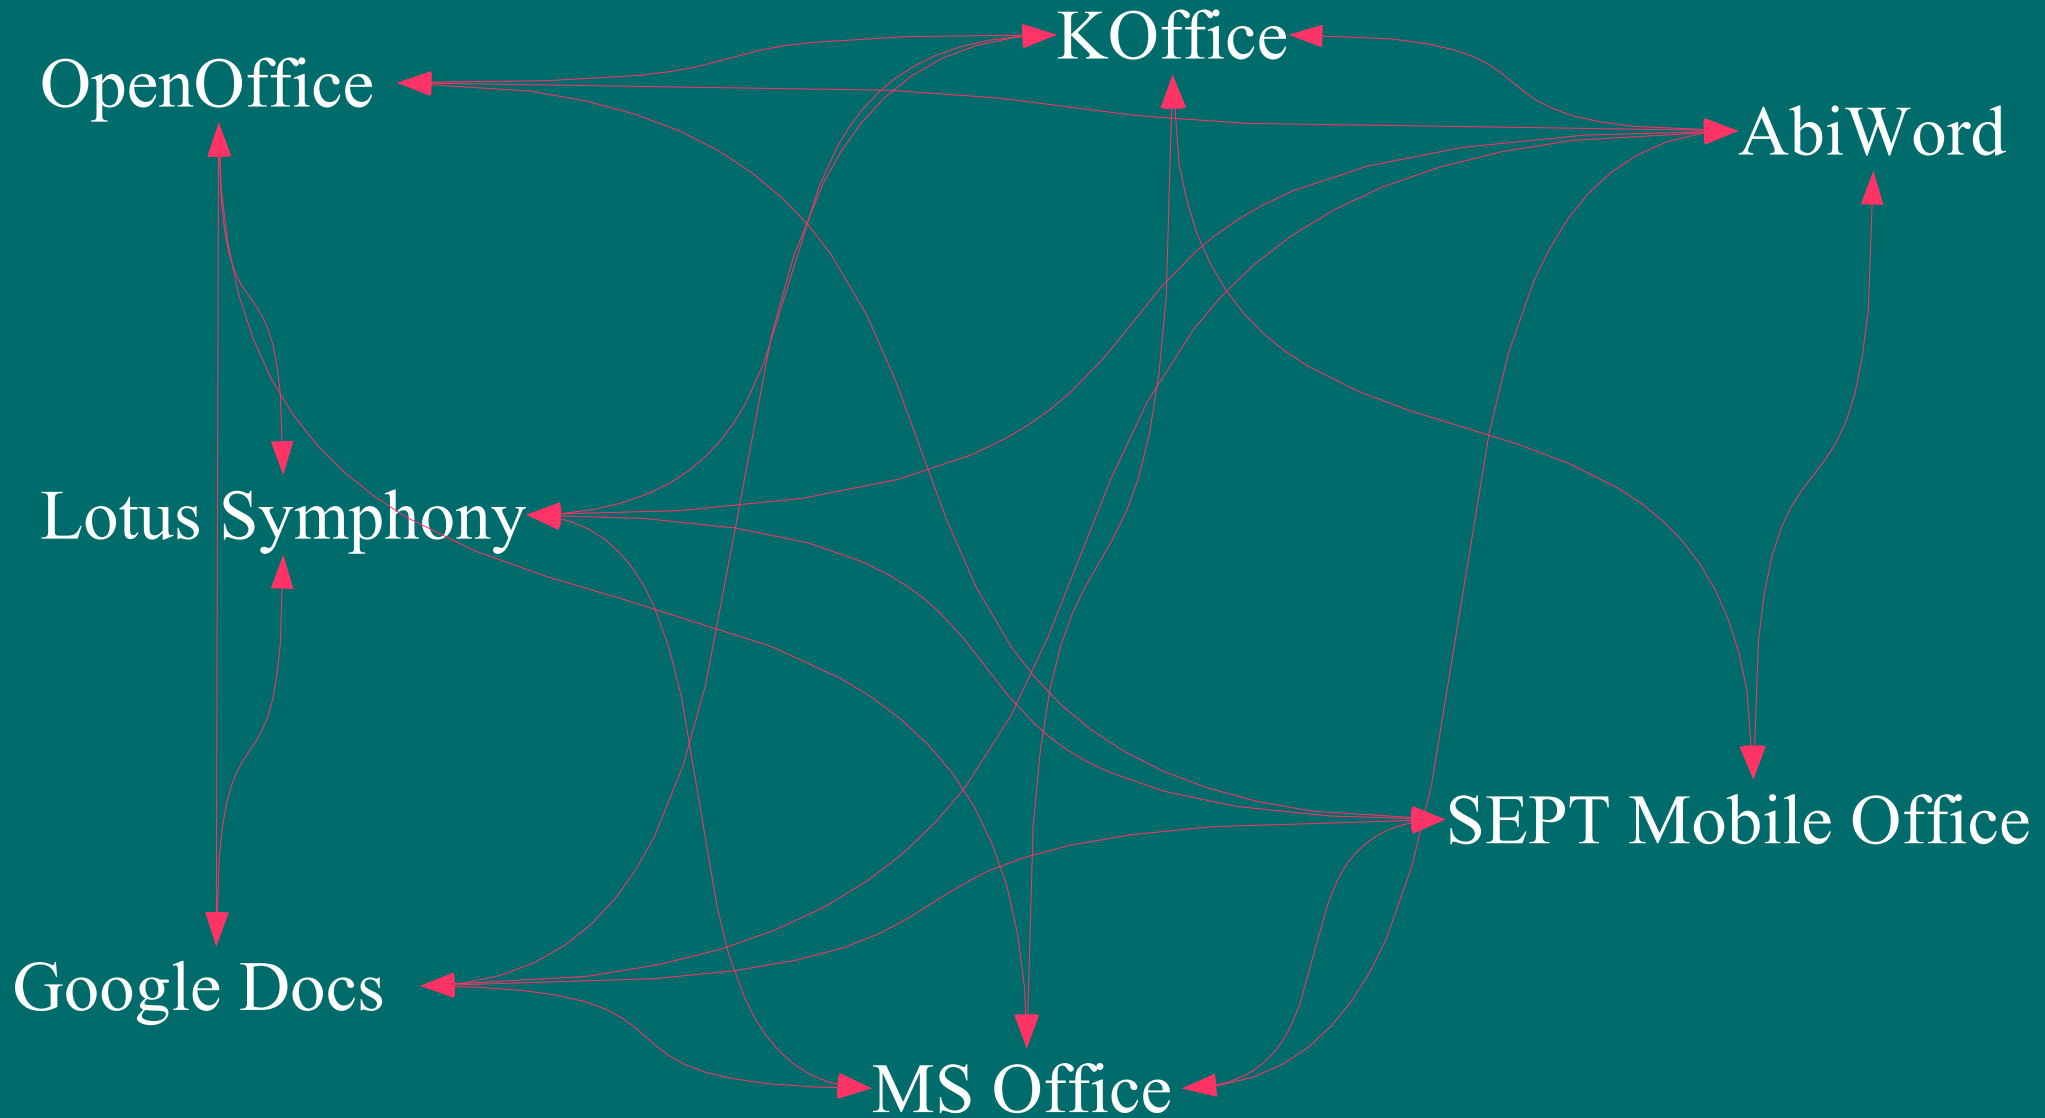 KOffice
OpenOffice
AbiWord
Lotus Symphony
SEPT Mobile Office
Google Docs
MS Office